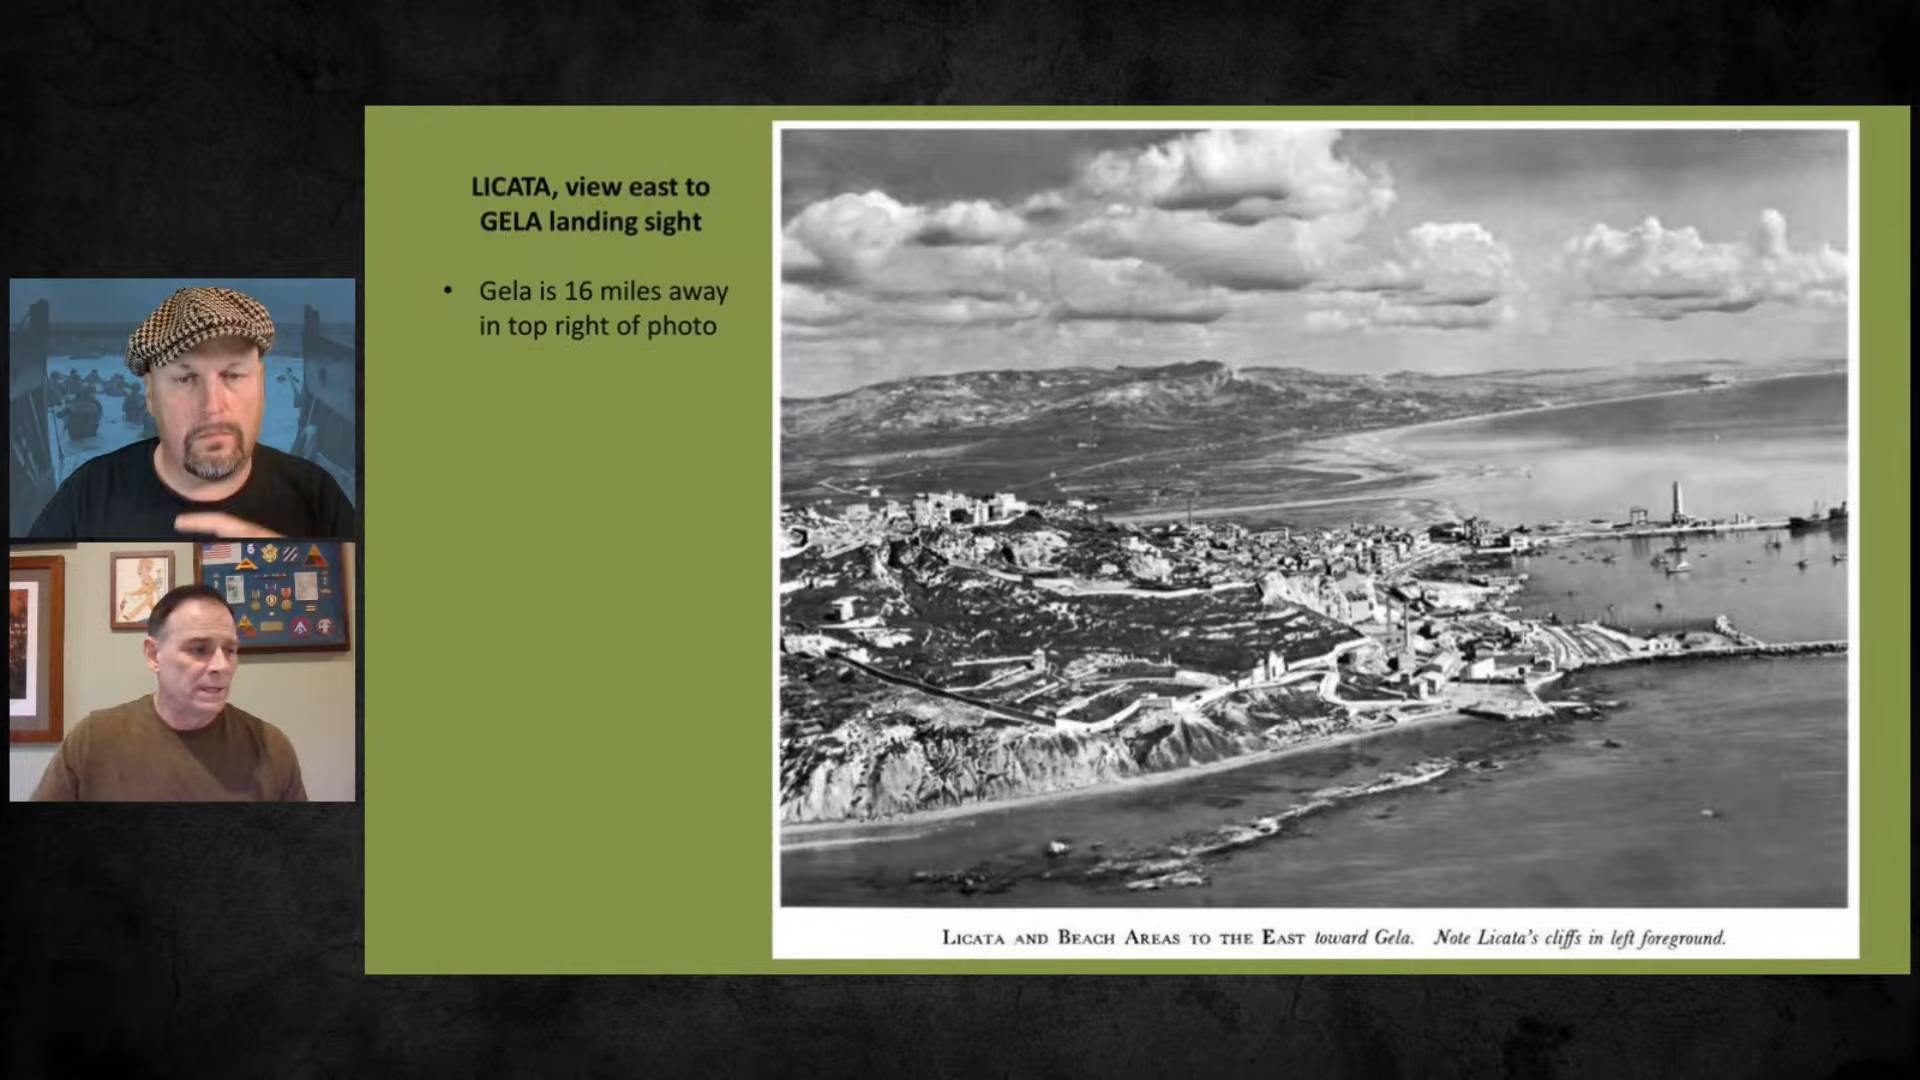 LICATA, view east to
GELA landing sight
• Gela is 16 miles away
in top right of photo
LICATA AND BEACH AREAS TO THE EAST toward Gela. Note Licata's cliffs in left foreground.